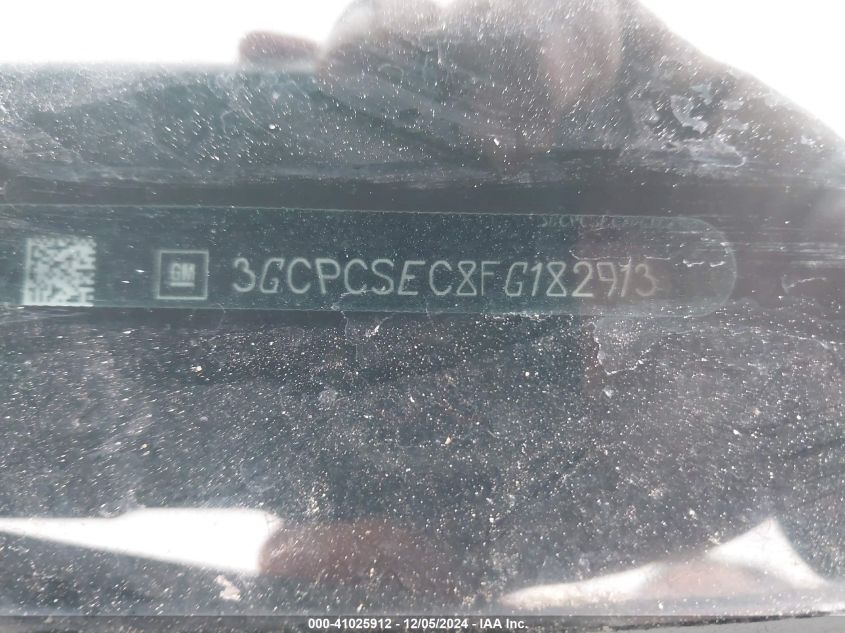 GM 3GCPCSEC8FG182913
000-41025912 - 12/05/2024 - IAA Inc.